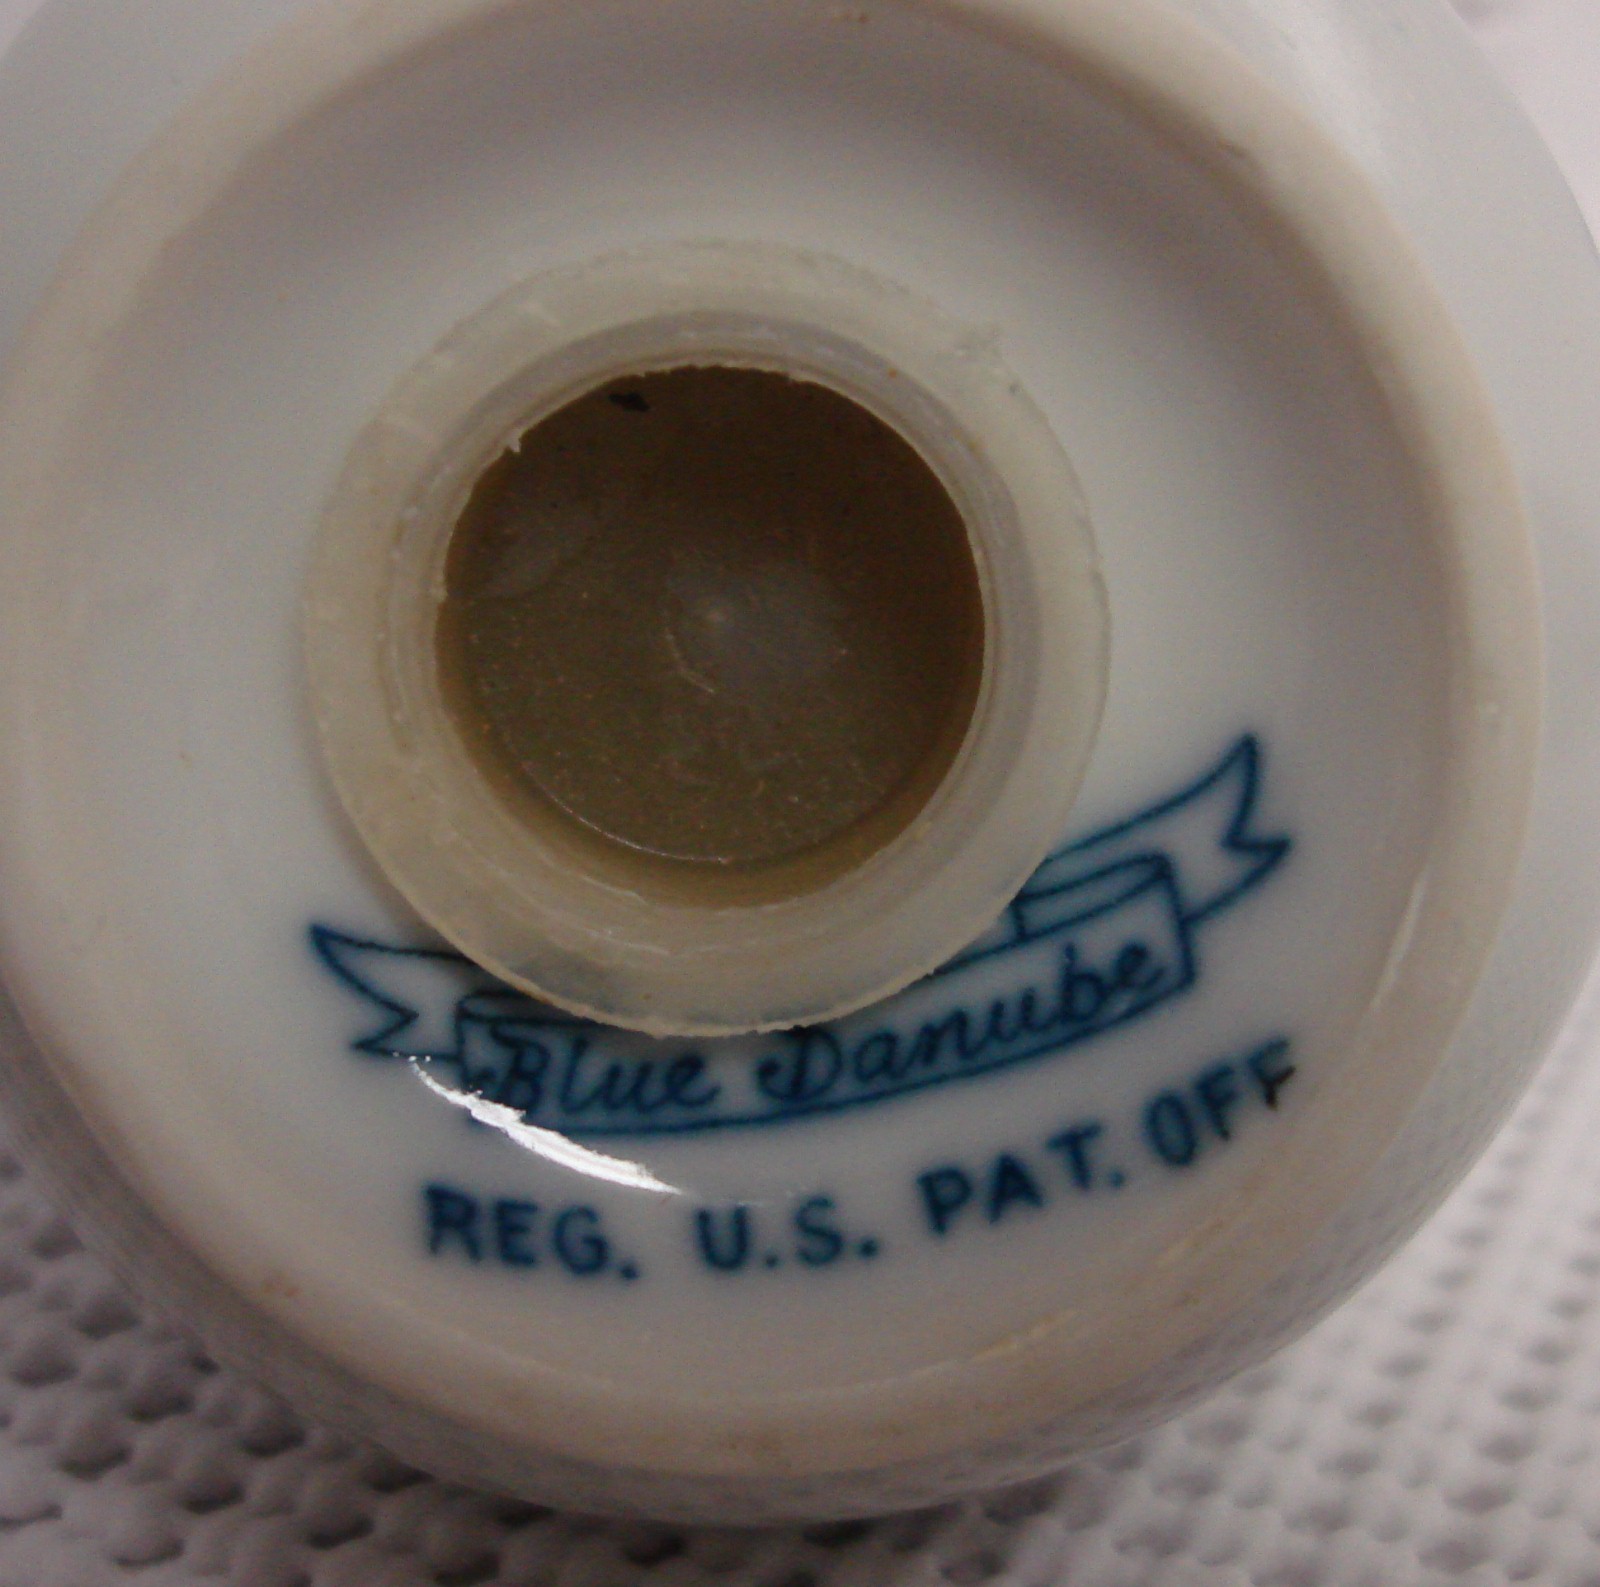 Blue Danube
REG. U.S. PAT. OFF